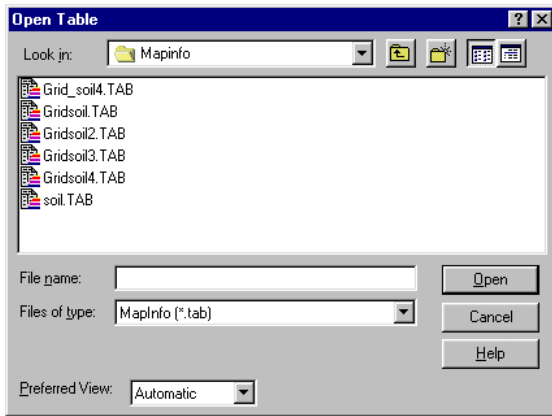 Open Table
Look in: Mapinfo
Grid_soil4.TAB
Gridsoil.TAB
Gridsoil2.TAB
Gridsoil3.TAB
Gridsoil4.TAB
soil.TAB
File name: Open
Files of type: MapInfo (*.tab) Cancel
Help
Preferred View: Automatic